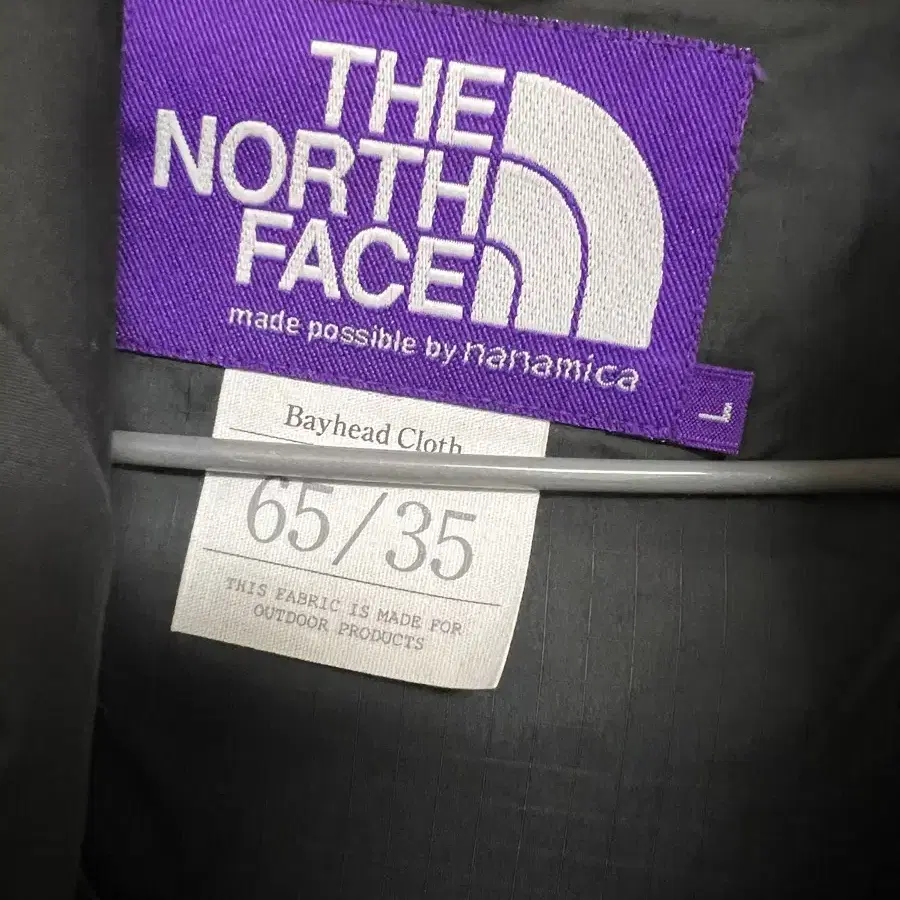 THE
NORTH
FACE
made possible by nanamica
L
Bayhead Cloth
65/35
THIS FABRIC IS MADE FOR
OUTDOOR PRODUCTS